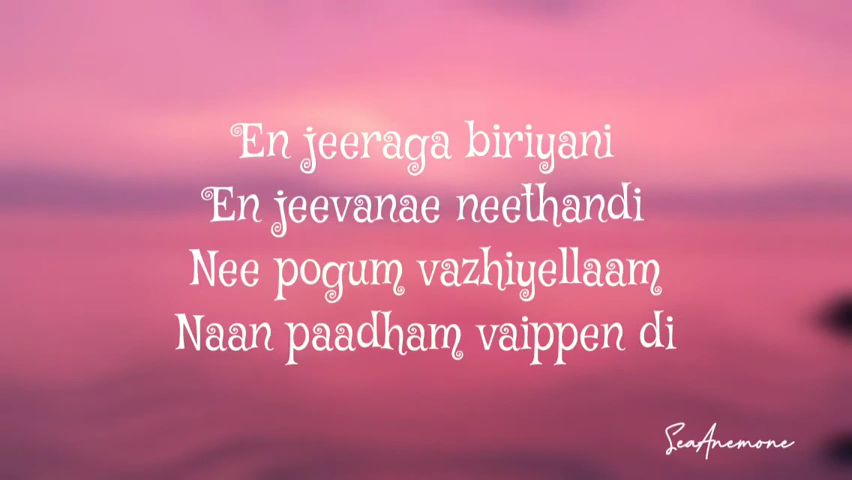 En jeeraga biriyani
En jeevanae neethandi
Nee pogum vazhiyellaam
Naan paadham vaippen di
SeaAnemone